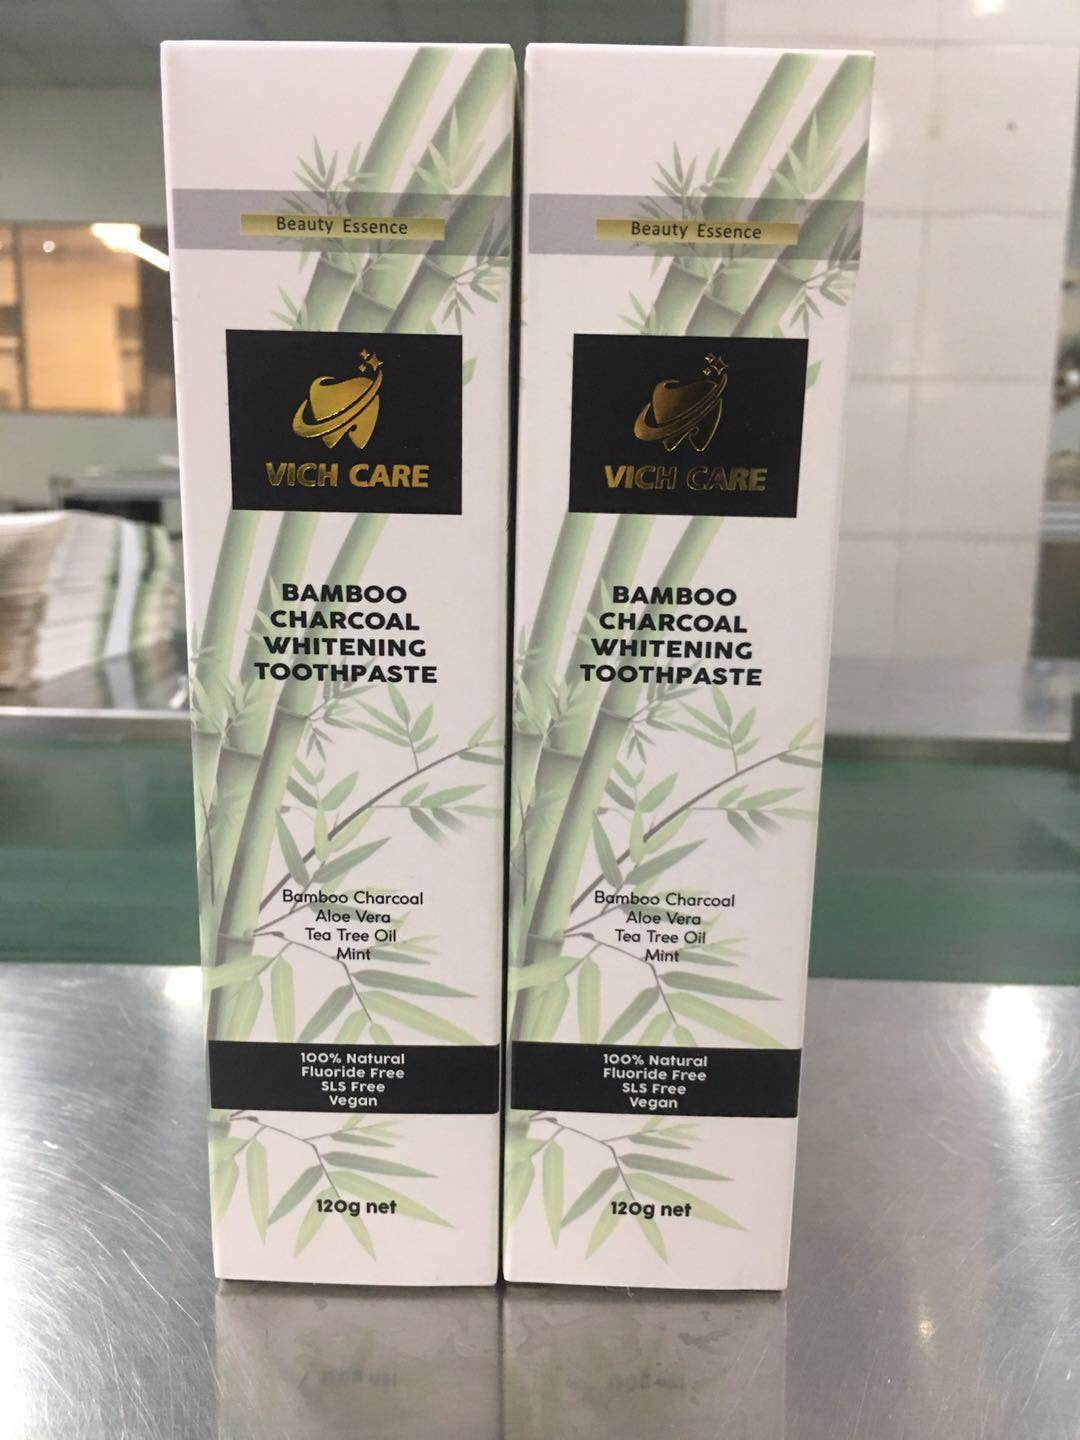 Beauty Essence
VICH CARE
BAMBOO
CHARCOAL
WHITENING
TOOTHPASTE
Bamboo Charcoal
Aloe Vera
Tea Tree Oil
Mint
100% Natural
Fluoride Free
SLS Free
Vegan
120g net
Beauty Essence
VICH CARE
BAMBOO
CHARCOAL
WHITENING
TOOTHPASTE
Bamboo Charcoal
Aloe Vera
Tea Tree Oil
Mint
100% Natural
Fluoride Free
SLS Free
Vegan
120g net